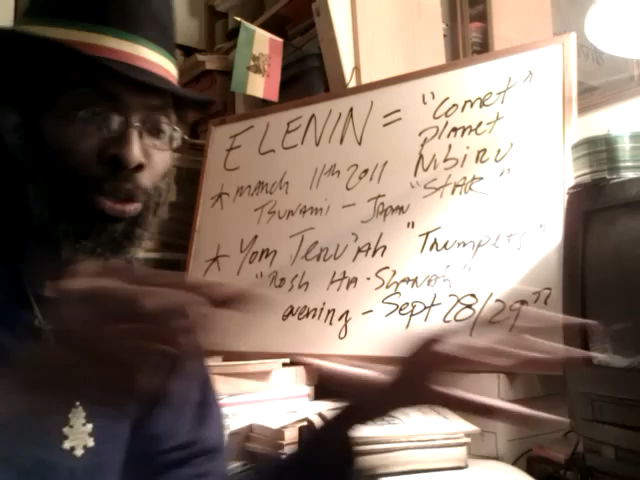 ELENIN = "Comet"
planet
Nibiru
* March 11th 2011 "STAR"
Tsunami - Japan
* Yom Teru'ah "Trumpets"
"Rosh Ha-Shanah"
evening - Sept 28/29??